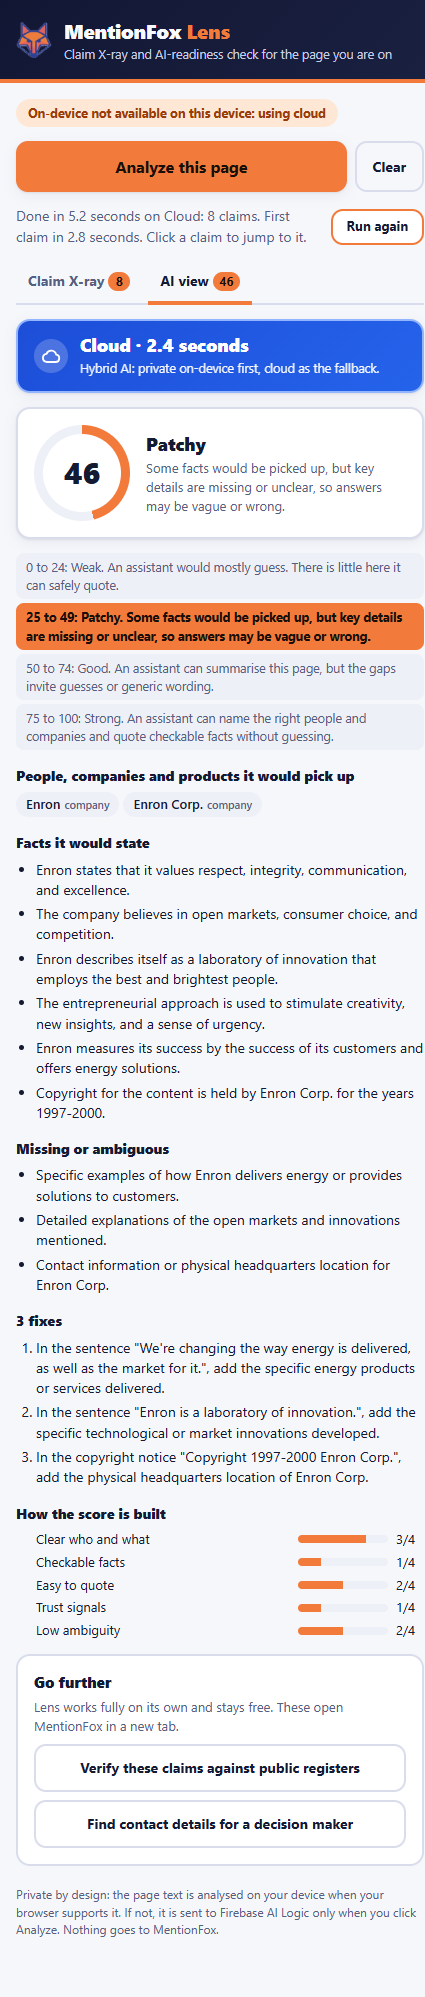 MentionFox Lens
Claim X-ray and AI-readiness check for the page you are on
On-device not available on this device: using cloud
Analyze this page
Clear
Done in 5.2 seconds on Cloud: 8 claims. First
claim in 2.8 seconds. Click a claim to jump to it.
Run again
Claim X-ray 8
AI view 46
Cloud · 2.4 seconds
Hybrid AI: private on-device first, cloud as the fallback.
46
Patchy
Some facts would be picked up, but key
details are missing or unclear, so answers
may be vague or wrong.
0 to 24: Weak. An assistant would mostly guess. There is little here it
can safely quote.
25 to 49: Patchy. Some facts would be picked up, but key details
are missing or unclear, so answers may be vague or wrong.
50 to 74: Good. An assistant can summarise this page, but the gaps
invite guesses or generic wording.
75 to 100: Strong. An assistant can name the right people and
companies and quote checkable facts without guessing.
People, companies and products it would pick up
Enron company
Enron Corp. company
Facts it would state
• Enron states that it values respect, integrity, communication,
and excellence.
• The company believes in open markets, consumer choice, and
competition.
• Enron describes itself as a laboratory of innovation that
employs the best and brightest people.
• The entrepreneurial approach is used to stimulate creativity,
new insights, and a sense of urgency.
• Enron measures its success by the success of its customers and
offers energy solutions.
• Copyright for the content is held by Enron Corp. for the years
1997-2000.
Missing or ambiguous
• Specific examples of how Enron delivers energy or provides
solutions to customers.
• Detailed explanations of the open markets and innovations
mentioned.
• Contact information or physical headquarters location for
Enron Corp.
3 fixes
1. In the sentence "We're changing the way energy is delivered,
as well as the market for it.", add the specific energy products
or services delivered.
2. In the sentence "Enron is a laboratory of innovation.", add the
specific technological or market innovations developed.
3. In the copyright notice "Copyright 1997-2000 Enron Corp.",
add the physical headquarters location of Enron Corp.
How the score is built
Clear who and what 3/4
Checkable facts 1/4
Easy to quote 2/4
Trust signals 1/4
Low ambiguity 2/4
Go further
Lens works fully on its own and stays free. These open
MentionFox in a new tab.
Verify these claims against public registers
Find contact details for a decision maker
Private by design: the page text is analysed on your device when your
browser supports it. If not, it is sent to Firebase AI Logic only when you click
Analyze. Nothing goes to MentionFox.